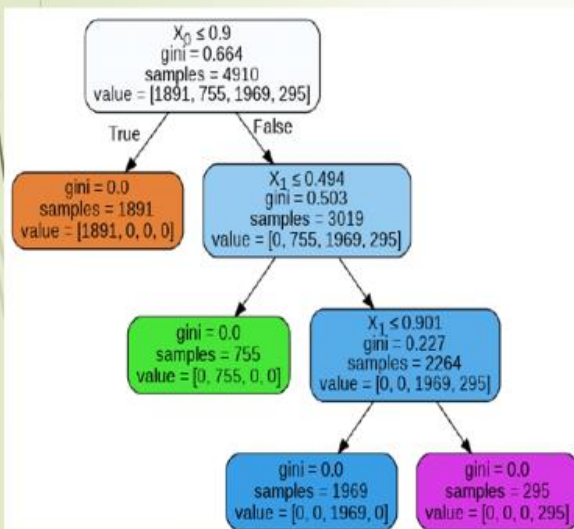 X₀ ≤ 0.9
gini = 0.664
samples = 4910
value = [1891, 755, 1969, 295]
True
False
gini = 0.0
samples = 1891
value = [1891, 0, 0, 0]
X₁ ≤ 0.494
gini = 0.503
samples = 3019
value = [0, 755, 1969, 295]
gini = 0.0
samples = 755
value = [0, 755, 0, 0]
X₁ ≤ 0.901
gini = 0.227
samples = 2264
value = [0, 0, 1969, 295]
gini = 0.0
samples = 1969
value = [0, 0, 1969, 0]
gini = 0.0
samples = 295
value = [0, 0, 0, 295]